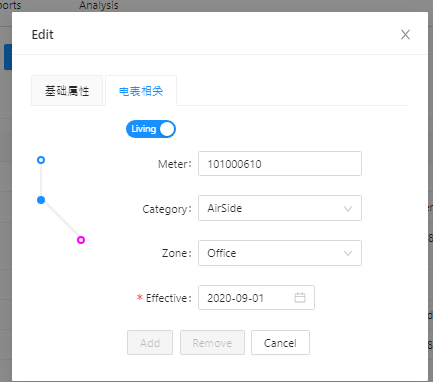 ports Analysis
Edit
基础属性 电表相关
Living
Meter: 101000610
Category: AirSide
Zone: Office
* Effective: 2020-09-01
Add Remove Cancel